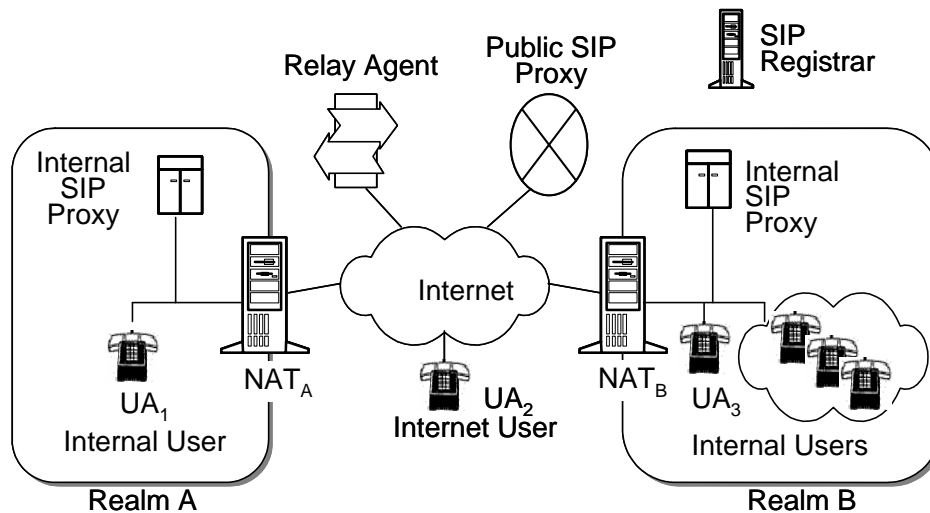 Relay Agent
Public SIP
Proxy
SIP
Registrar
Internal
SIP
Proxy
Internal
SIP
Proxy
Internet
UA1
Internal User
NATA
UA2
Internet User
NATB
UA3
Internal Users
Realm A
Realm B